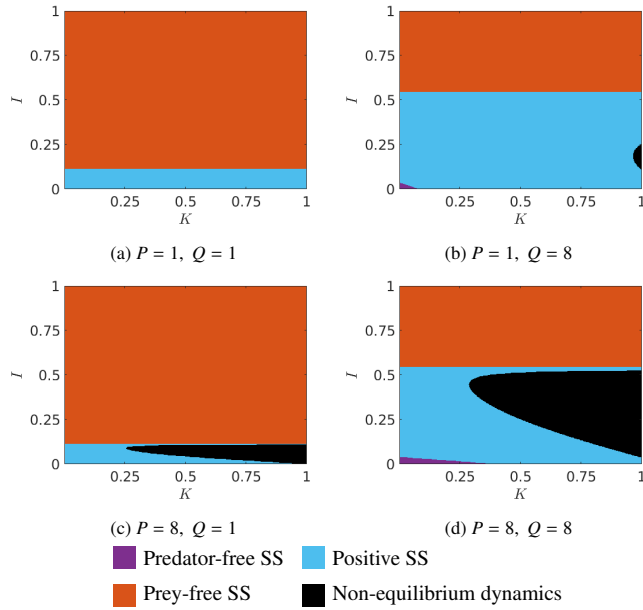 1
0.75
I 0.5
0.25
0
0.25 0.5 0.75 1
K
(a) P = 1, Q = 1
1
0.75
I 0.5
0.25
0
0.25 0.5 0.75 1
K
(b) P = 1, Q = 8
1
0.75
I 0.5
0.25
0
0.25 0.5 0.75 1
K
(c) P = 8, Q = 1
1
0.75
I 0.5
0.25
0
0.25 0.5 0.75 1
K
(d) P = 8, Q = 8
Predator-free SS Positive SS
Prey-free SS Non-equilibrium dynamics